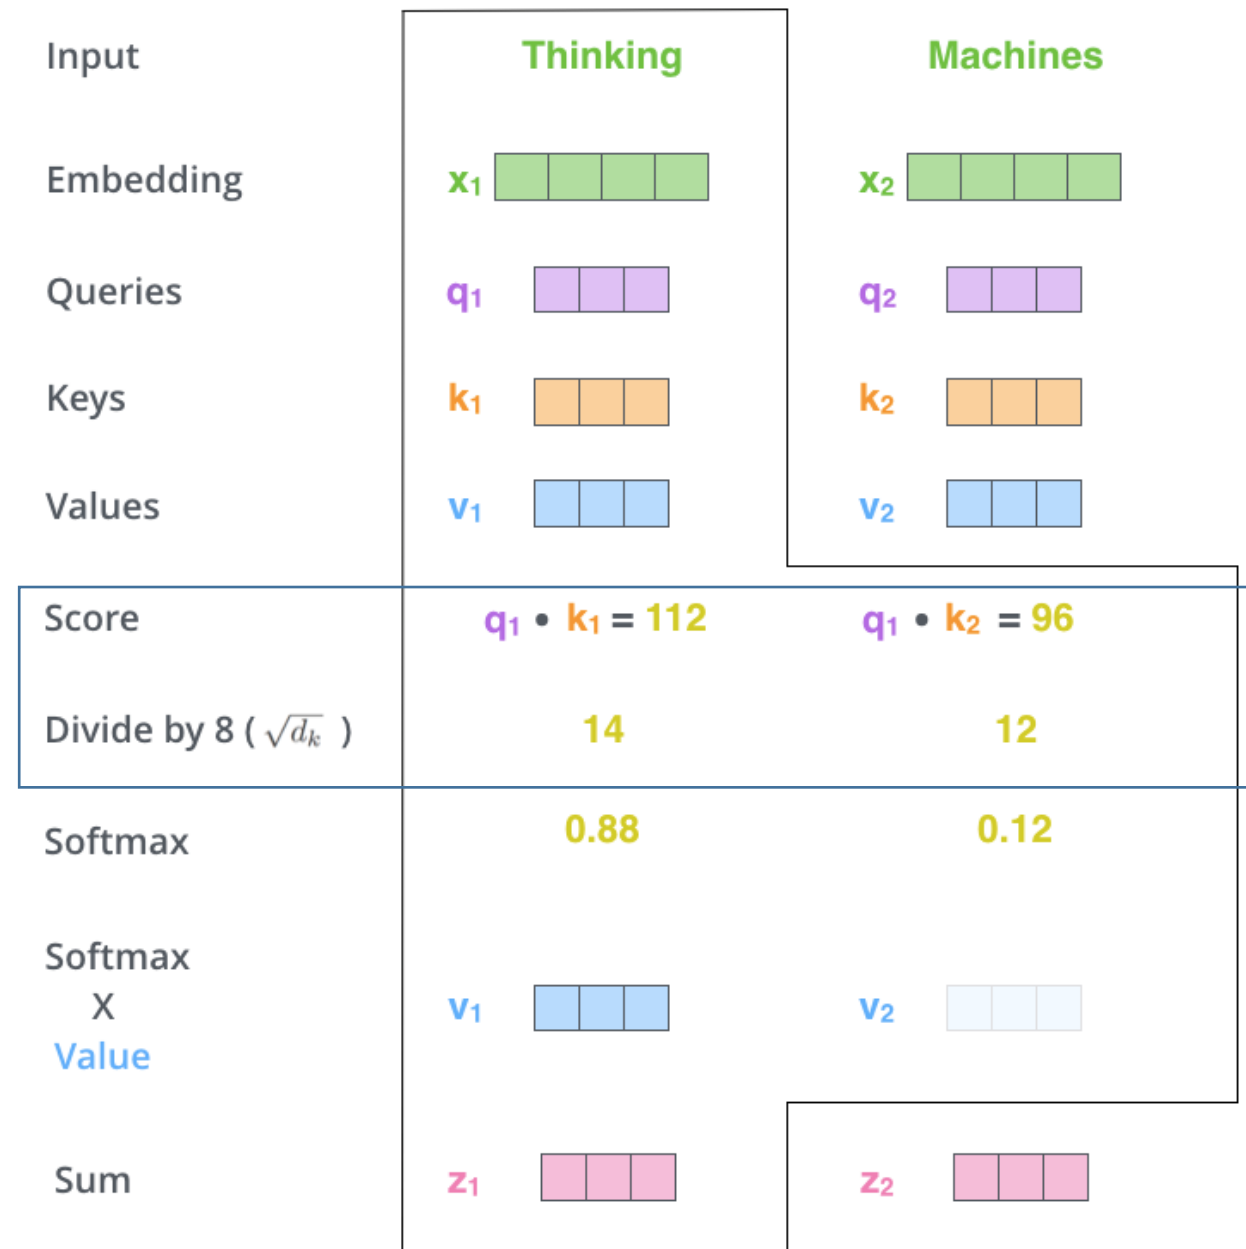 Input Thinking Machines
Embedding x₁ x₂
Queries q₁ q₂
Keys k₁ k₂
Values v₁ v₂
Score q₁ • k₁ = 112 q₁ • k₂ = 96
Divide by 8 ( √dₖ ) 14 12
Softmax 0.88 0.12
Softmax
X v₁ v₂
Value
Sum z₁ z₂